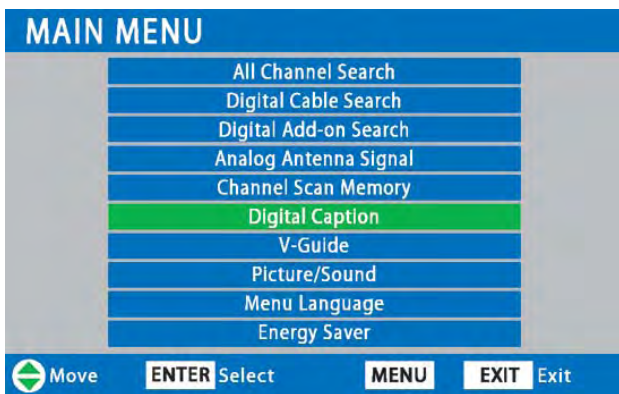 MAIN MENU
All Channel Search
Digital Cable Search
Digital Add-on Search
Analog Antenna Signal
Channel Scan Memory
Digital Caption
V-Guide
Picture/Sound
Menu Language
Energy Saver
Move ENTER Select MENU EXIT Exit